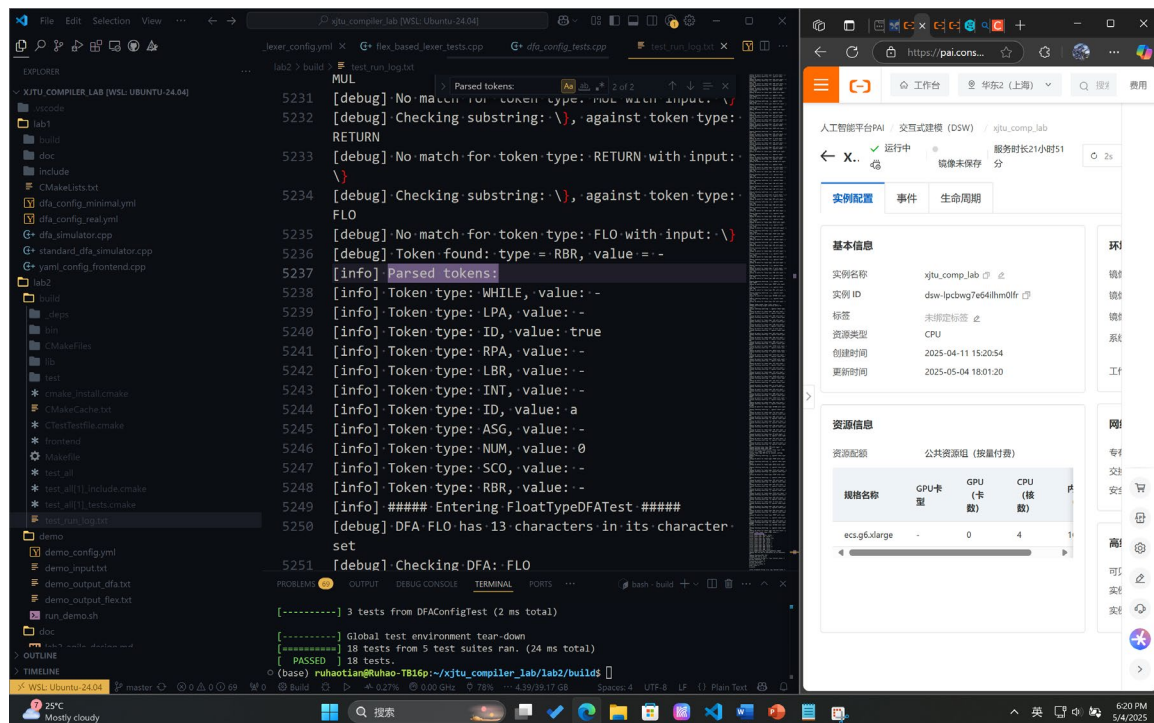 File Edit Selection View ··· ← → xjtu_compiler_lab [WSL: Ubuntu-24.04]
_lexer_config.yml flex_based_lexer_tests.cpp dfa_config_tests.cpp test_run_log.txt
EXPLORER
lab2 > build > test_run_log.txt
XJTU_COMPILER_LAB [WSL: UBUNTU-24.04]
.vscode
lab1
build
doc
include
CMakeLists.txt
dfa_config_minimal.yml
dfa_config_real.yml
dfa_simulator.cpp
standard_dfa_simulator.cpp
yaml_config_frontend.cpp
lab2
build
_deps
bin
CMakeFiles
lib
test
cmake_install.cmake
CMakeCache.txt
CTestTestfile.cmake
frontend
Makefile
test_all
test_all[1]_include.cmake
test_all[1]_tests.cmake
test_run_log.txt
demo
demo_config.yml
demo_input.txt
demo_output_dfa.txt
demo_output_flex.txt
run_demo.sh
doc
OUTLINE
TIMELINE
Parsed tokens: Aa ab .* 2 of 2
MUL
5231 [debug] No match for token type: MUL with input: \}
5232 [debug] Checking substring: \}, against token type:
RETURN
5233 [debug] No match for token type: RETURN with input:
\}
5234 [debug] Checking substring: \}, against token type:
FLO
5235 [debug] No match for token type: FLO with input: \}
5236 [debug] Token found: type = RBR, value = -
5237 [info] Parsed tokens:
5238 [info] Token type: WHILE, value: -
5239 [info] Token type: LPA, value: -
5240 [info] Token type: ID, value: true
5241 [info] Token type: RPA, value: -
5242 [info] Token type: LBR, value: -
5243 [info] Token type: INT, value: -
5244 [info] Token type: ID, value: a
5245 [info] Token type: ASG, value: -
5246 [info] Token type: NUM, value: 0
5247 [info] Token type: SCO, value: -
5248 [info] Token type: RBR, value: -
5249 [info] ##### Entering FloatTypeDFATest #####
5250 [debug] DFA FLO has 13 characters in its character
set
5251 [debug] Checking DFA: FLO
PROBLEMS 69 OUTPUT DEBUG CONSOLE TERMINAL PORTS ··· bash - build
[----------] 3 tests from DFAConfigTest (2 ms total)
[----------] Global test environment tear-down
[==========] 18 tests from 5 test suites ran. (24 ms total)
[ PASSED ] 18 tests.
(base) ruhaotian@Ruhao-TB16p:~/xjtu_compiler_lab/lab2/build$
WSL: Ubuntu-24.04 master 0 0 69 0 Build 0.27% 0.00 GHz 78% 4.39/39.17 GB Spaces: 4 UTF-8 LF Plain Text
https://pai.cons...
工作台 华东2（上海） 费用
人工智能平台PAI / 交互式建模（DSW） / xjtu_comp_lab
← X.. 运行中 镜像未保存 服务时长21小时51分 2s
实例配置 事件 生命周期
基本信息
实例名称 xjtu_comp_lab
实例 ID dsw-lpcbwg7e64ilhm0lfr
标签 未绑定标签
资源类型 CPU
创建时间 2025-04-11 15:20:54
更新时间 2025-05-04 18:01:20
资源信息
资源配额 公共资源组（按量付费）
规格名称 GPU卡型 GPU（卡数） CPU（核数）
ecs.g6.xlarge - 0 4
25°C
Mostly cloudy
搜索
英
6:20 PM
5/4/2025